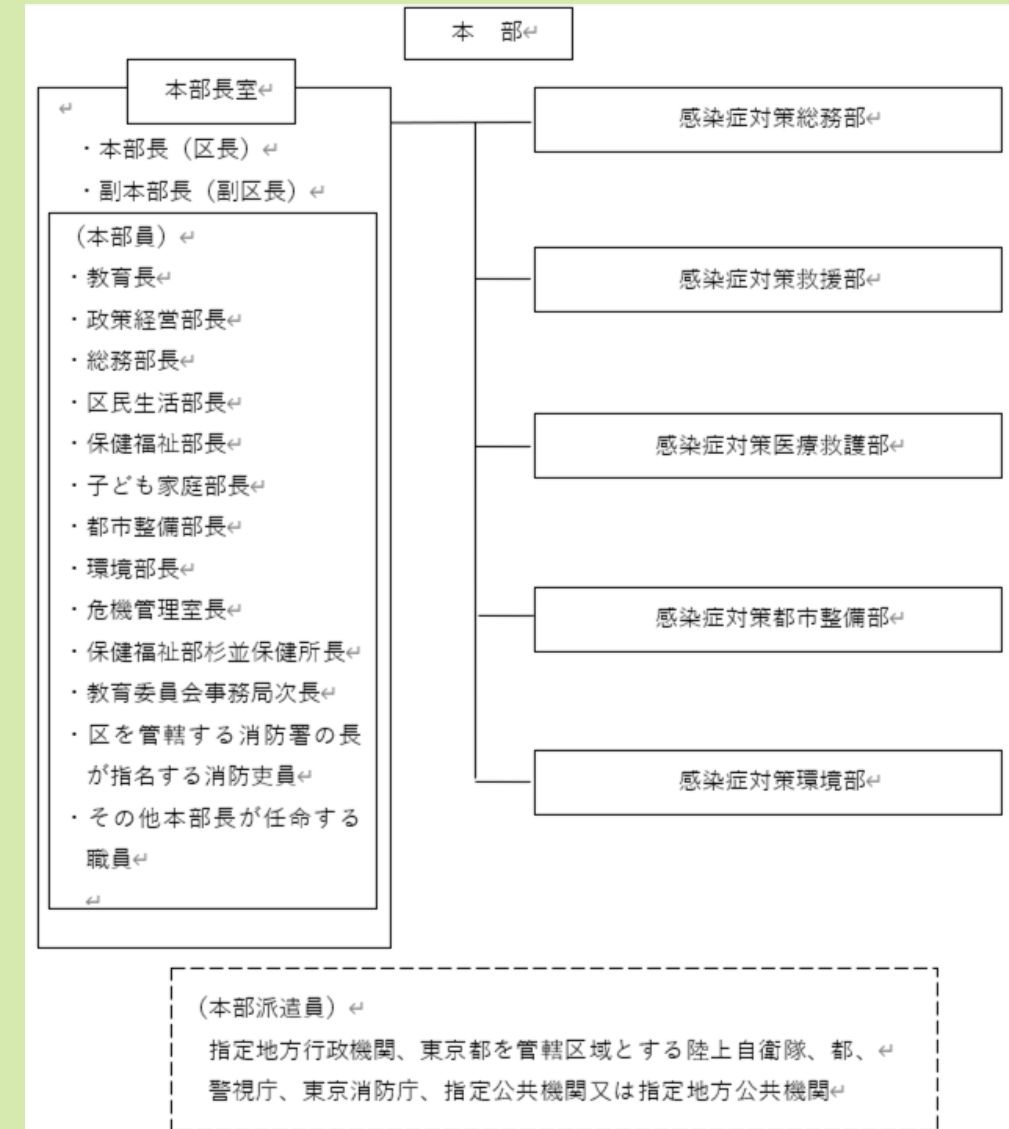 本　部↵
本部長室↵
↵
・本部長（区長）↵
・副本部長（副区長）↵
（本部員）↵
・教育長↵
・政策経営部長↵
・総務部長↵
・区民生活部長↵
・保健福祉部長↵
・子ども家庭部長↵
・都市整備部長↵
・環境部長↵
・危機管理室長↵
・保健福祉部杉並保健所長↵
・教育委員会事務局次長↵
・区を管轄する消防署の長
が指名する消防吏員↵
・その他本部長が任命する
職員↵
↵
感染症対策総務部↵
感染症対策救援部↵
感染症対策医療救護部↵
感染症対策都市整備部↵
感染症対策環境部↵
（本部派遣員）↵
指定地方行政機関、東京都を管轄区域とする陸上自衛隊、都、↵
警視庁、東京消防庁、指定公共機関又は指定地方公共機関↵